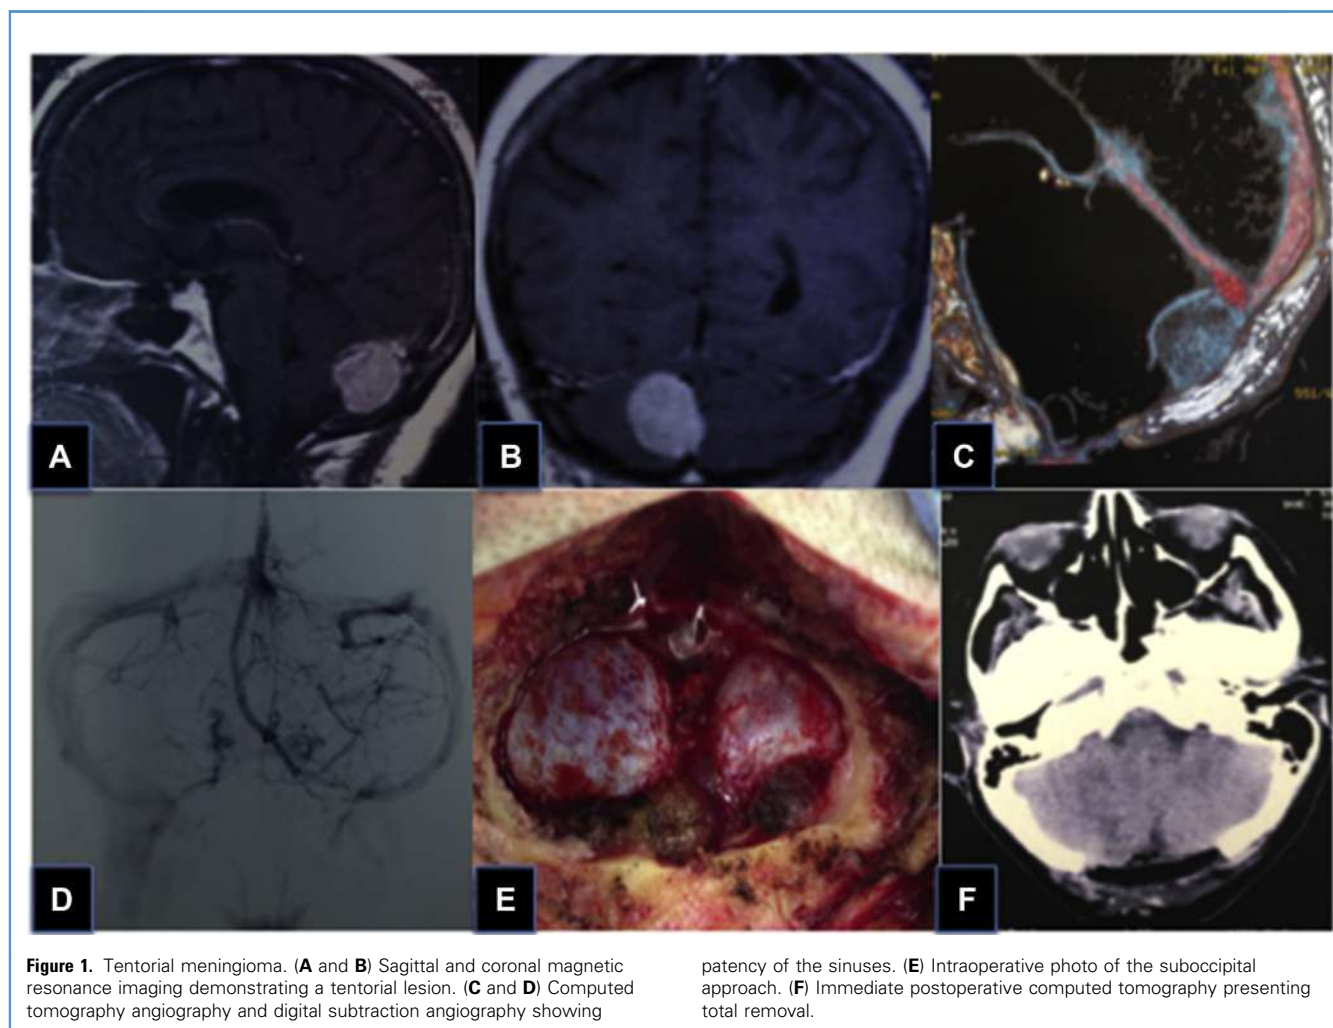 A
B
C
D
E
F
Figure 1. Tentorial meningioma. (A and B) Sagittal and coronal magnetic
resonance imaging demonstrating a tentorial lesion. (C and D) Computed
tomography angiography and digital subtraction angiography showing
patency of the sinuses. (E) Intraoperative photo of the suboccipital
approach. (F) Immediate postoperative computed tomography presenting
total removal.